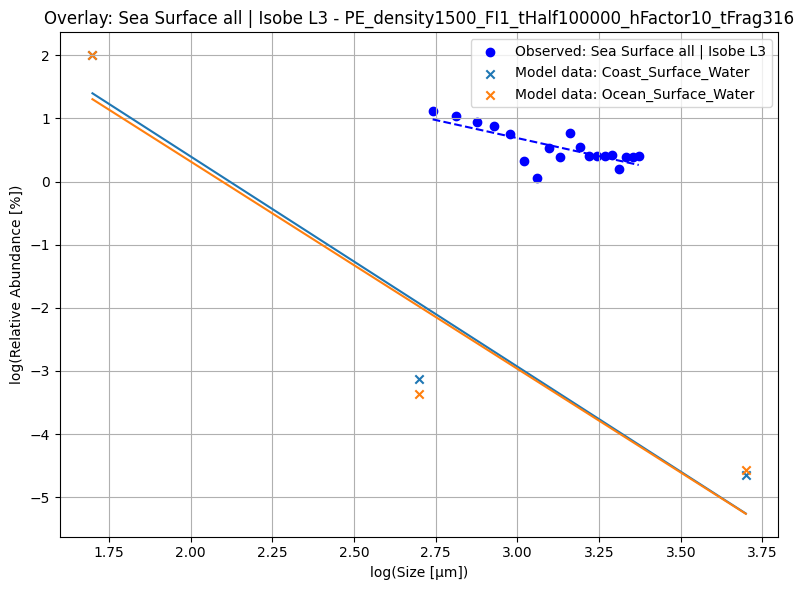 Overlay: Sea Surface all | Isobe L3 - PE_density1500_FI1_tHalf100000_hFactor10_tFrag316
Observed: Sea Surface all | Isobe L3
Model data: Coast_Surface_Water
Model data: Ocean_Surface_Water
log(Relative Abundance [%])
2
1
0
−1
−2
−3
−4
−5
1.75
2.00
2.25
2.50
2.75
3.00
3.25
3.50
3.75
log(Size [μm])